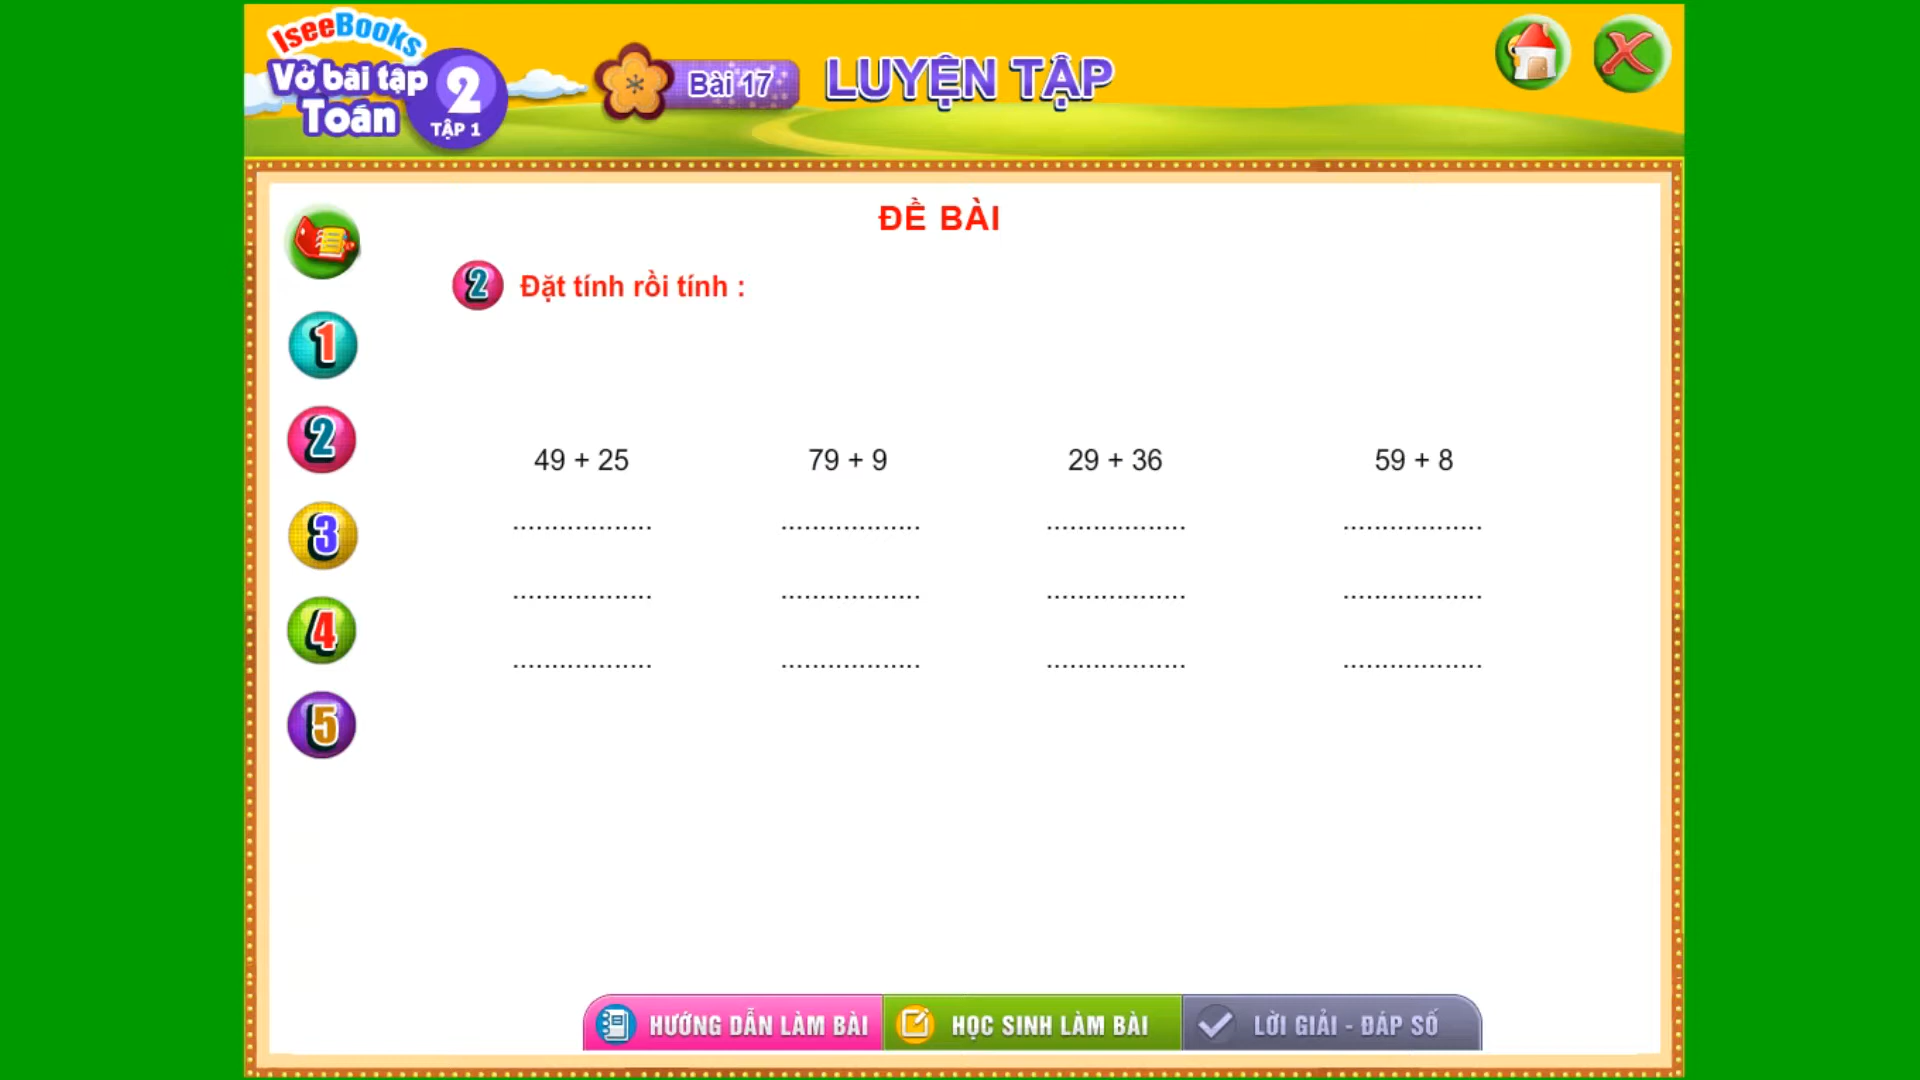 IseeBooks
Vở bài tập
Toán
2
TẬP 1
Bài 17
LUYỆN TẬP
ĐỀ BÀI
2 Đặt tính rồi tính :
1
2
3
4
5
49 + 25 79 + 9 29 + 36 59 + 8
.................. .................. .................. ..................
.................. .................. .................. ..................
.................. .................. .................. ..................
HƯỚNG DẪN LÀM BÀI HỌC SINH LÀM BÀI LỜI GIẢI - ĐÁP SỐ